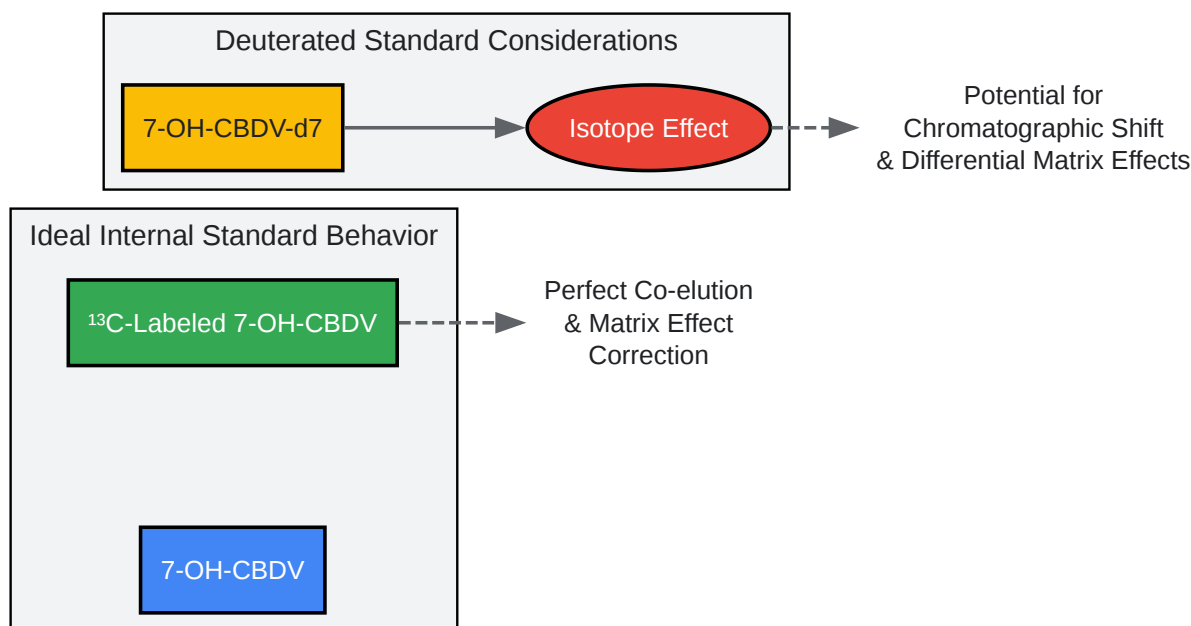 Deuterated Standard Considerations
7-OH-CBDV-d7
Isotope Effect
Potential for
Chromatographic Shift
& Differential Matrix Effects
Ideal Internal Standard Behavior
¹³C-Labeled 7-OH-CBDV
Perfect Co-elution
& Matrix Effect
Correction
7-OH-CBDV